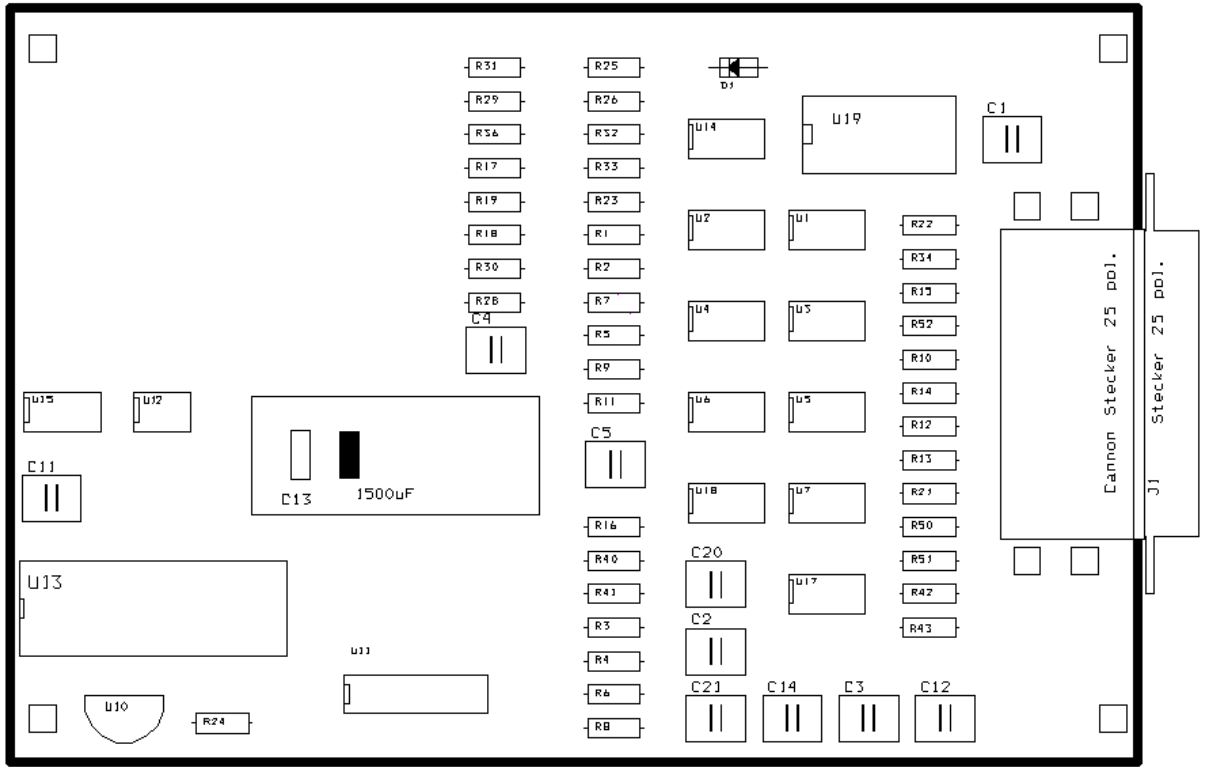 R31
R29
R36
R17
R19
R18
R30
R28
C4
R25
R26
R32
R33
R23
R1
R2
R7
R5
R9
R11
C5
R16
R40
R41
R3
R4
R6
R8
D1
U14
U19
C1
U2
U1
U4
U3
U6
U5
U18
U7
C20
U17
C2
C21
C14
C3
C12
R22
R34
R15
R52
R10
R14
R12
R13
R21
R50
R51
R42
R43
Cannon Stecker 25 pol.
J1 Stecker 25 pol.
U15
U12
C11
C13
1500uF
U13
U11
U10
R24